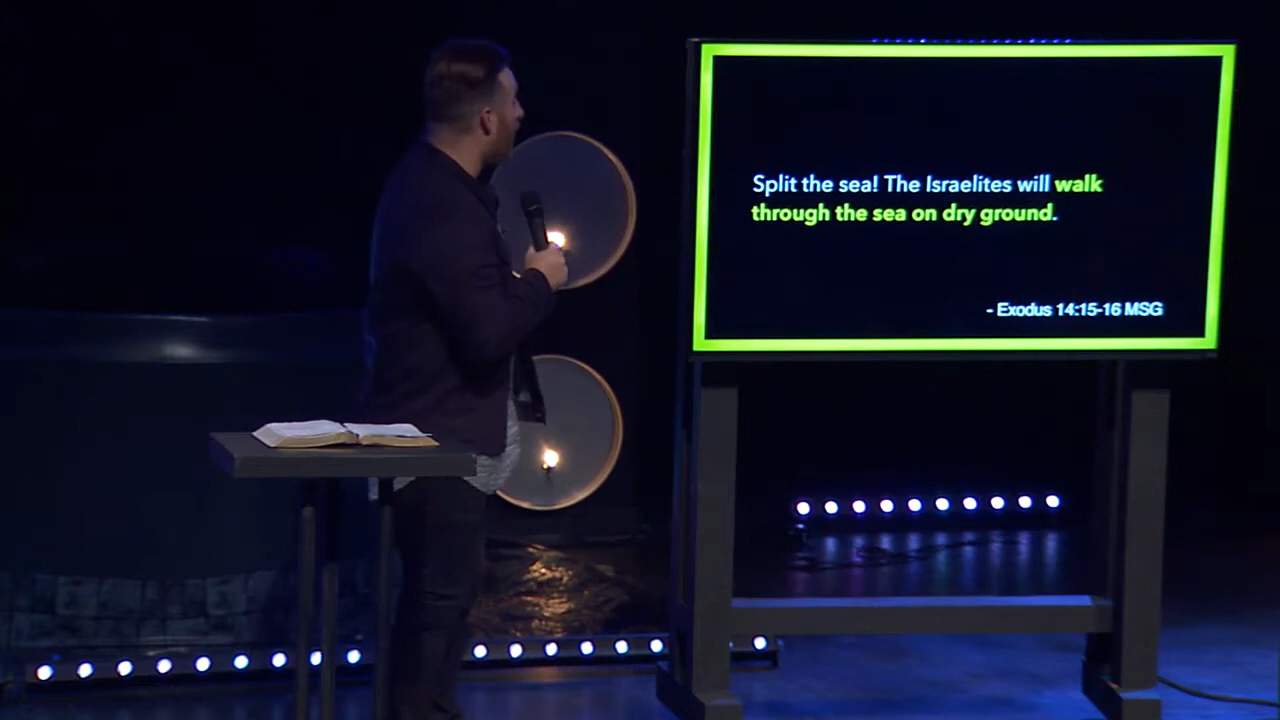 Split the sea! The Israelites will walk
through the sea on dry ground.
- Exodus 14:15-16 MSG